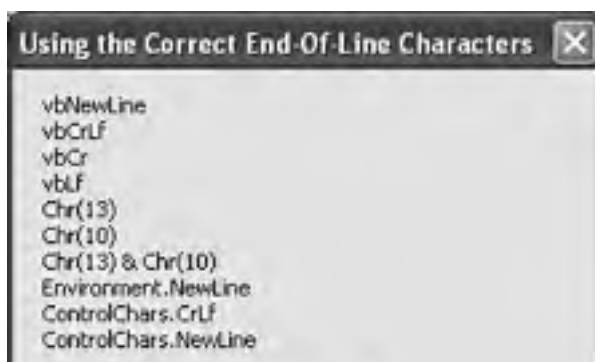 Using the Correct End-Of-Line Characters
vbNewLine
vbCrLf
vbCr
vbLf
Chr(13)
Chr(10)
Chr(13) & Chr(10)
Environment.NewLine
ControlChars.CrLf
ControlChars.NewLine